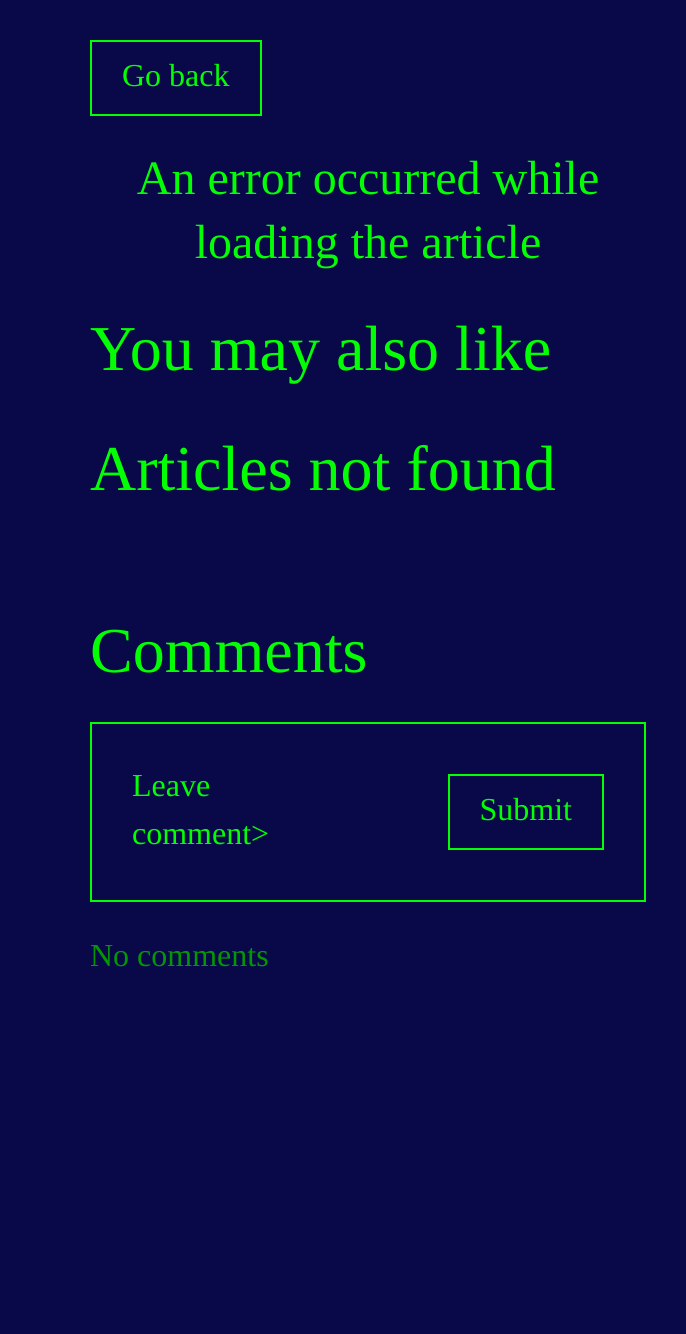 Go back
An error occurred while
loading the article
You may also like
Articles not found
Comments
Leave
comment>
Submit
No comments